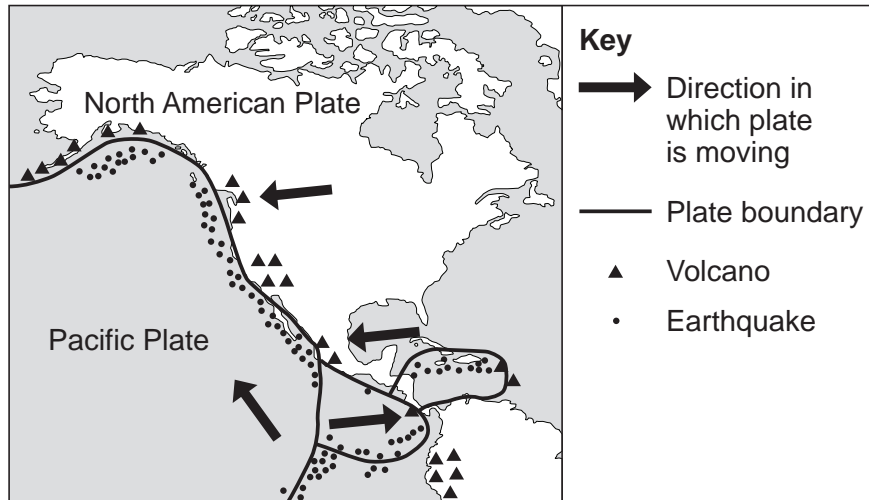 North American Plate
Pacific Plate
Key
Direction in
which plate
is moving
Plate boundary
Volcano
Earthquake